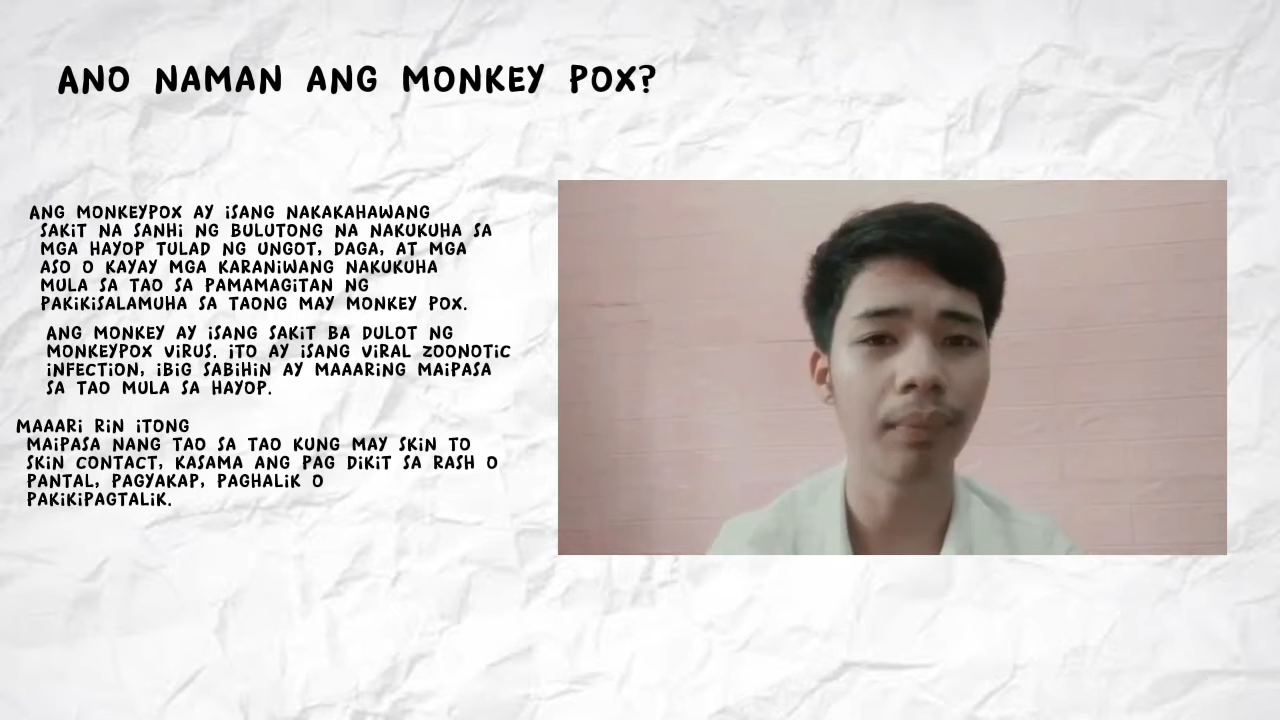 ANO NAMAN ANG MONKEY POX?
ANG MONKEYPOX AY iSANG NAKAKAHAWANG
SAKiT NA SANHi NG BULUTONG NA NAKUKUHA SA
MGA HAYOP TULAD NG UNGOT, DAGA, AT MGA
ASO O KAYAY MGA KARANiWANG NAKUKUHA
MULA SA TAO SA PAMAMAGiTAN NG
PAKiKiSALAMUHA SA TAONG MAY MONKEY POX.
ANG MONKEY AY iSANG SAKiT BA DULOT NG
MONKEYPOX ViRUS. iTO AY iSANG ViRAL ZOONOTiC
iNFECTiON, iBiG SABiHiN AY MAAARiNG MAiPASA
SA TAO MULA SA HAYOP.
MAAARi RiN iTONG
MAiPASA NANG TAO SA TAO KUNG MAY SKiN TO
SKiN CONTACT, KASAMA ANG PAG DiKiT SA RASH O
PANTAL, PAGYAKAP, PAGHALiK O
PAKiKiPAGTALiK.